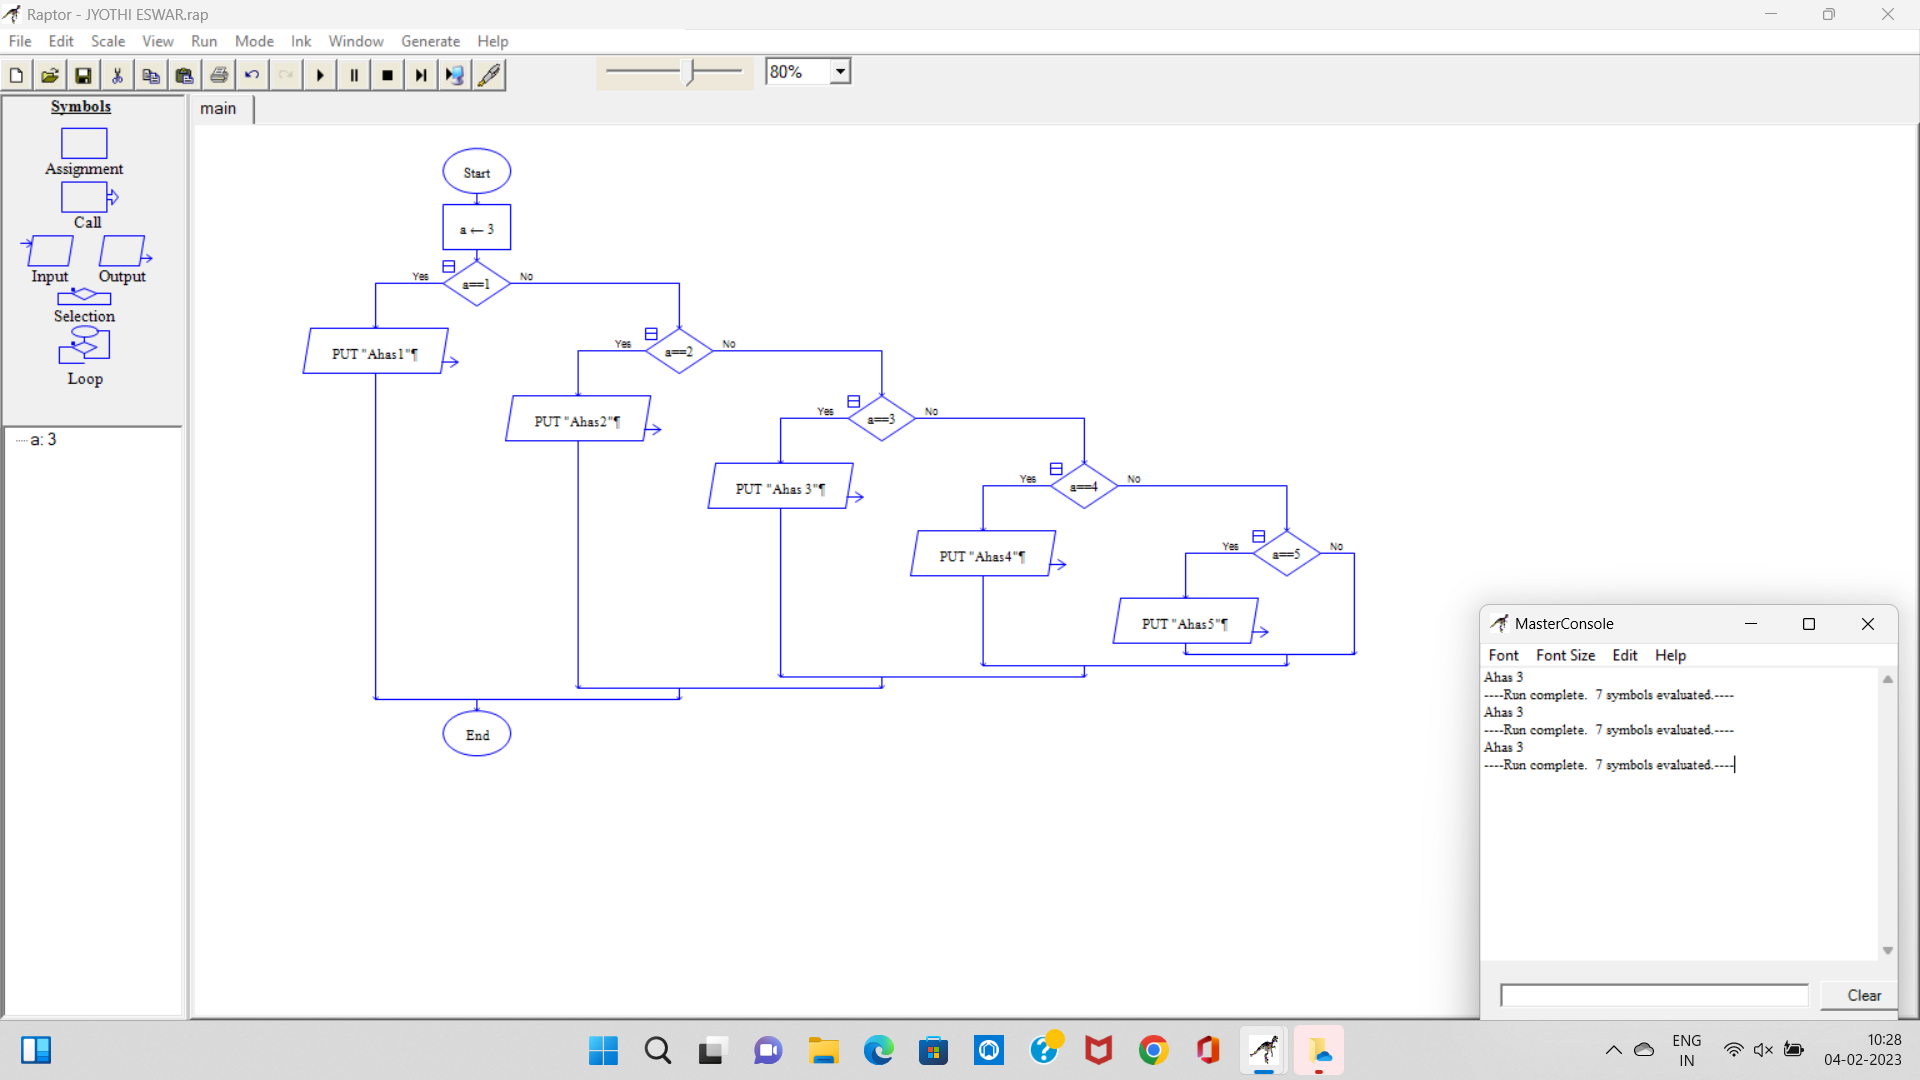 Raptor - JYOTHI ESWAR.rap
File Edit Scale View Run Mode Ink Window Generate Help
80%
Symbols
Assignment
Call
Input Output
Selection
Loop
a: 3
main
Start
a ← 3
Yes a==1 No
PUT "Ahas1"¶
Yes a==2 No
PUT "Ahas2"¶
Yes a==3 No
PUT "Ahas 3"¶
Yes a==4 No
PUT "Ahas4"¶
Yes a==5 No
PUT "Ahas5"¶
End
MasterConsole
Font Font Size Edit Help
Ahas 3
----Run complete. 7 symbols evaluated.----
Ahas 3
----Run complete. 7 symbols evaluated.----
Ahas 3
----Run complete. 7 symbols evaluated.----
Clear
ENG
IN
10:28
04-02-2023